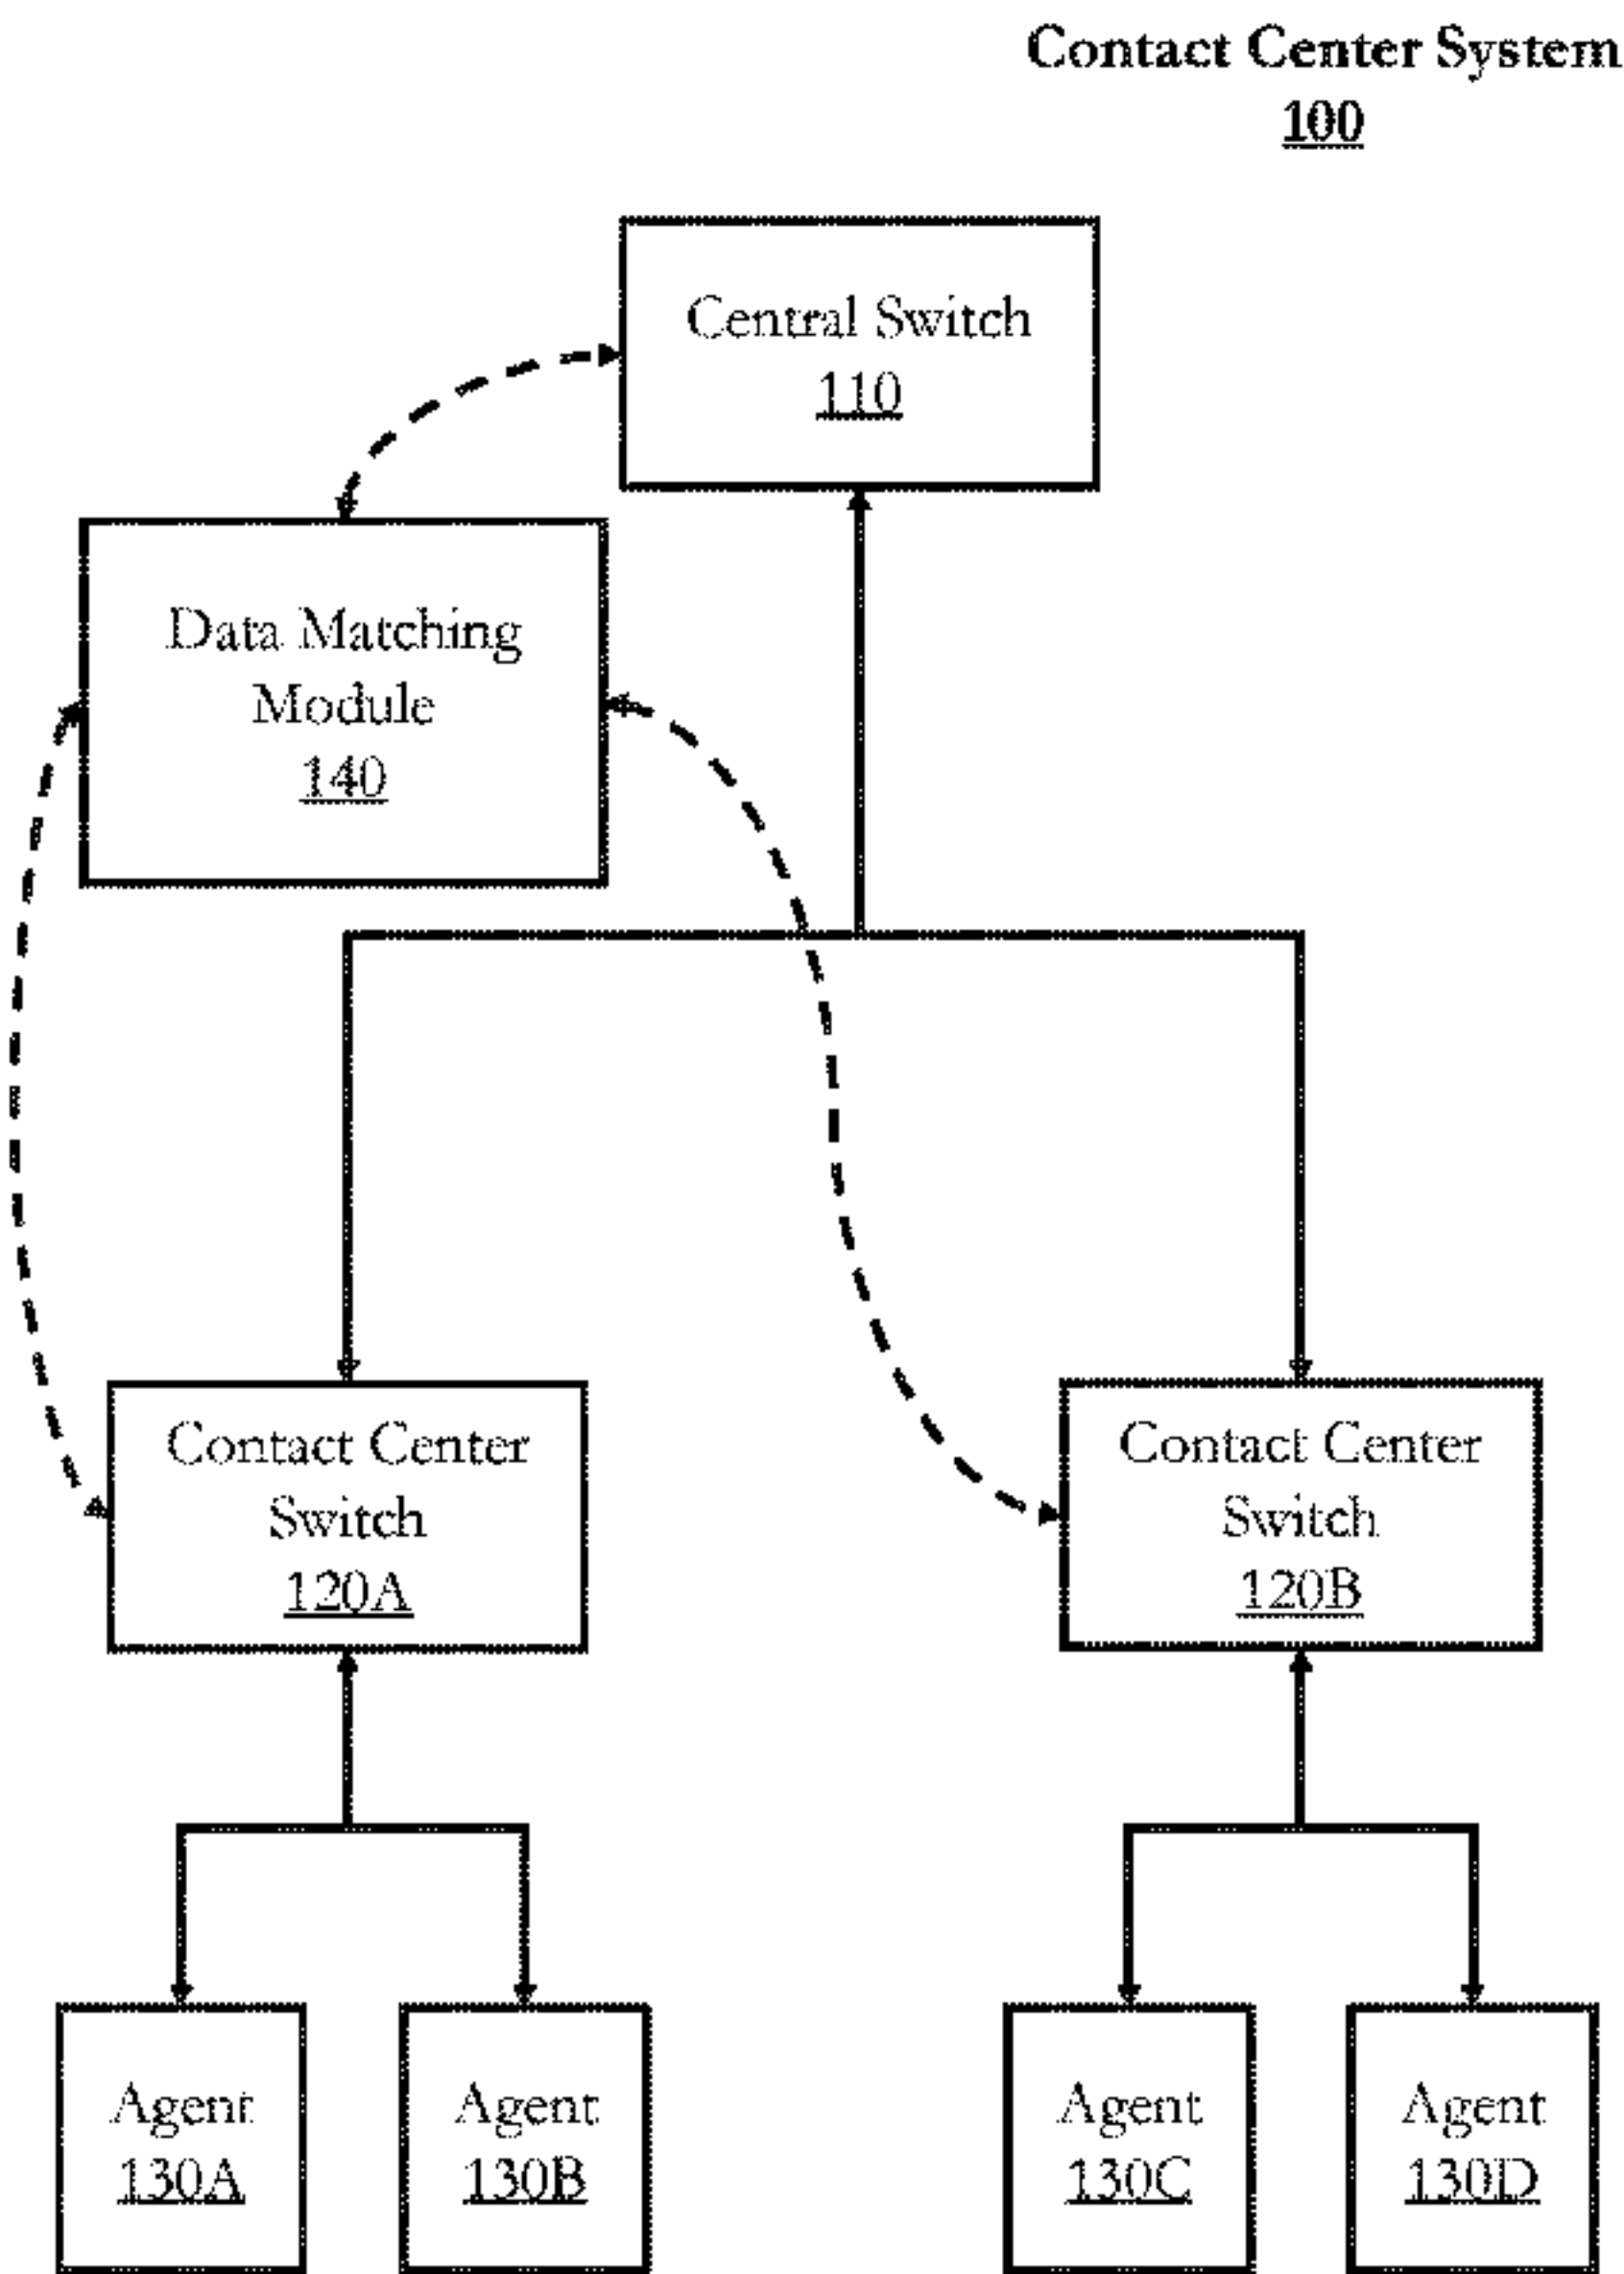 Contact Center System
100
Central Switch
110
Data Matching
Module
140
Contact Center
Switch
120A
Contact Center
Switch
120B
Agent
130A
Agent
130B
Agent
130C
Agent
130D